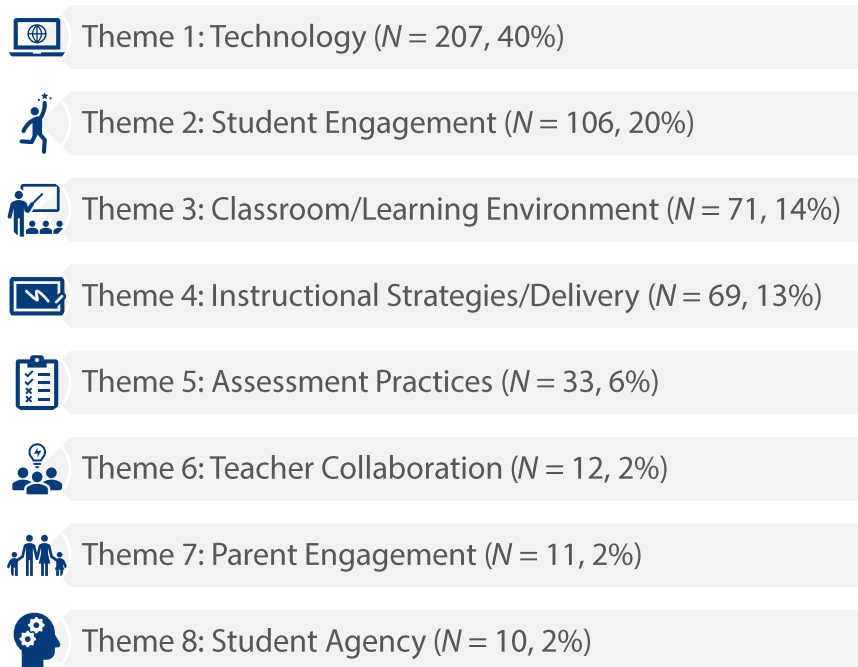 Theme 1: Technology (N = 207, 40%)
Theme 2: Student Engagement (N = 106, 20%)
Theme 3: Classroom/Learning Environment (N = 71, 14%)
Theme 4: Instructional Strategies/Delivery (N = 69, 13%)
Theme 5: Assessment Practices (N = 33, 6%)
Theme 6: Teacher Collaboration (N = 12, 2%)
Theme 7: Parent Engagement (N = 11, 2%)
Theme 8: Student Agency (N = 10, 2%)